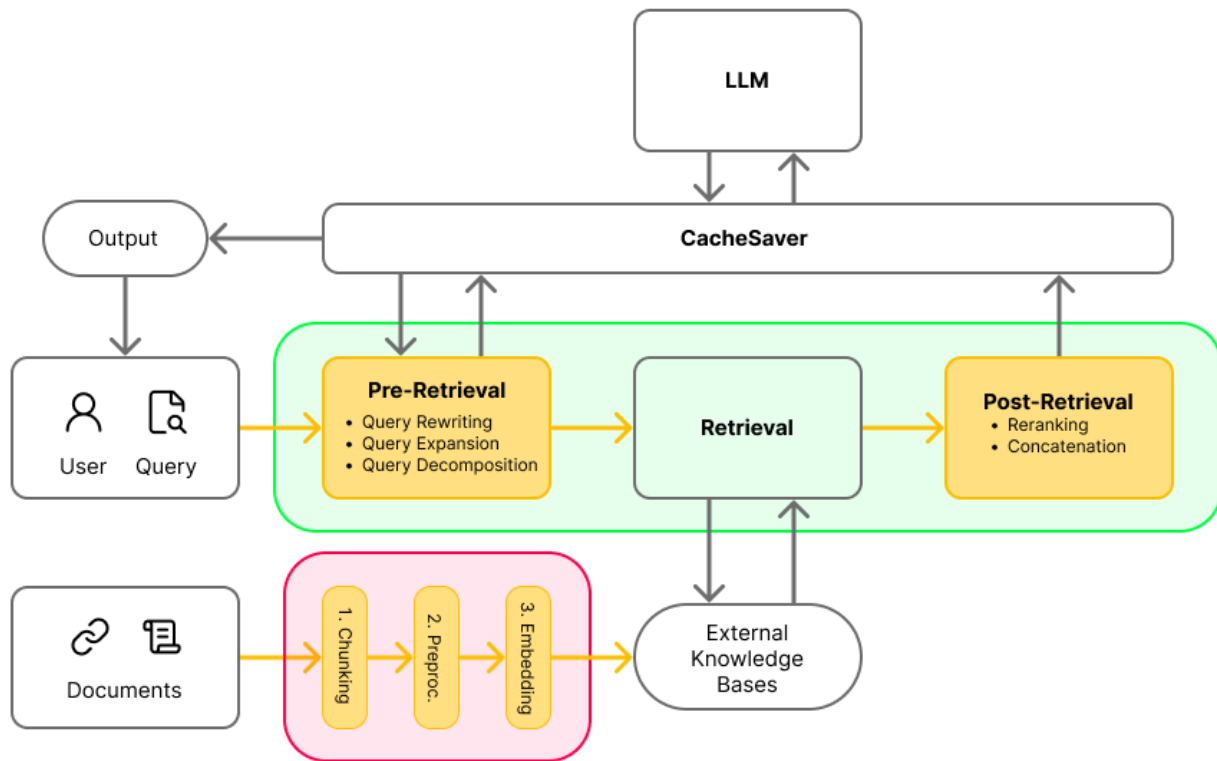 LLM
CacheSaver
Output
Pre-Retrieval
• Query Rewriting
• Query Expansion
• Query Decomposition
Retrieval
Post-Retrieval
• Reranking
• Concatenation
User
Query
1. Chunking
2. Preproc.
3. Embedding
Documents
External
Knowledge
Bases